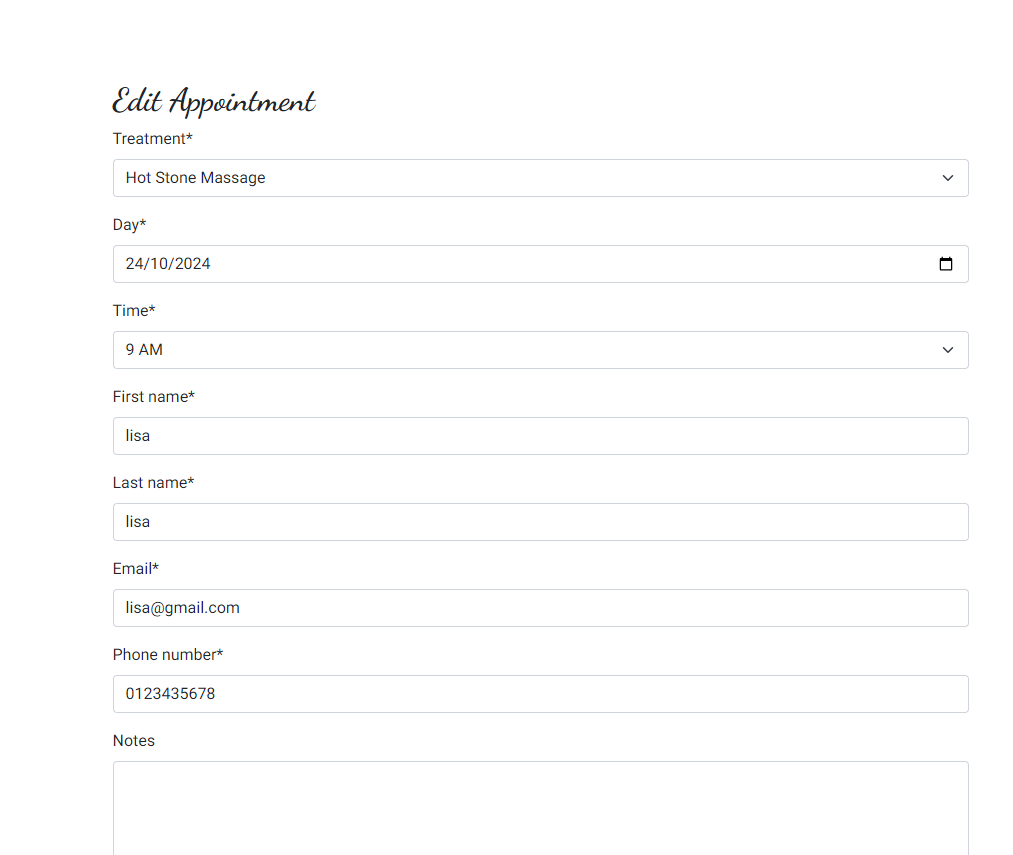 Edit Appointment
Treatment*
Hot Stone Massage
Day*
24/10/2024
Time*
9 AM
First name*
lisa
Last name*
lisa
Email*
lisa@gmail.com
Phone number*
0123435678
Notes